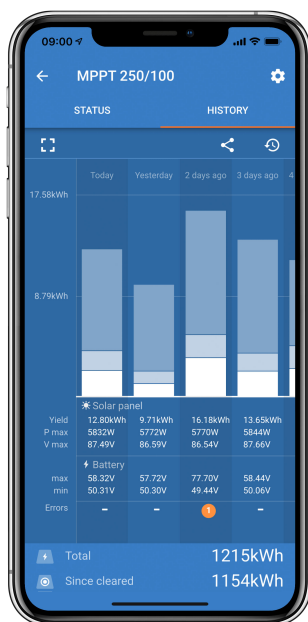 09:00
MPPT 250/100
STATUS HISTORY
Today Yesterday 2 days ago 3 days ago 4
17.58kWh
8.79kWh
Solar panel
Yield 12.80kWh 9.71kWh 16.18kWh 13.65kWh
P max 5832W 5772W 5770W 5844W
V max 87.49V 86.59V 86.54V 87.66V
Battery
max 58.32V 57.72V 77.70V 58.44V
min 50.31V 50.30V 49.44V 50.06V
Errors – – 1 –
Total 1215kWh
Since cleared 1154kWh